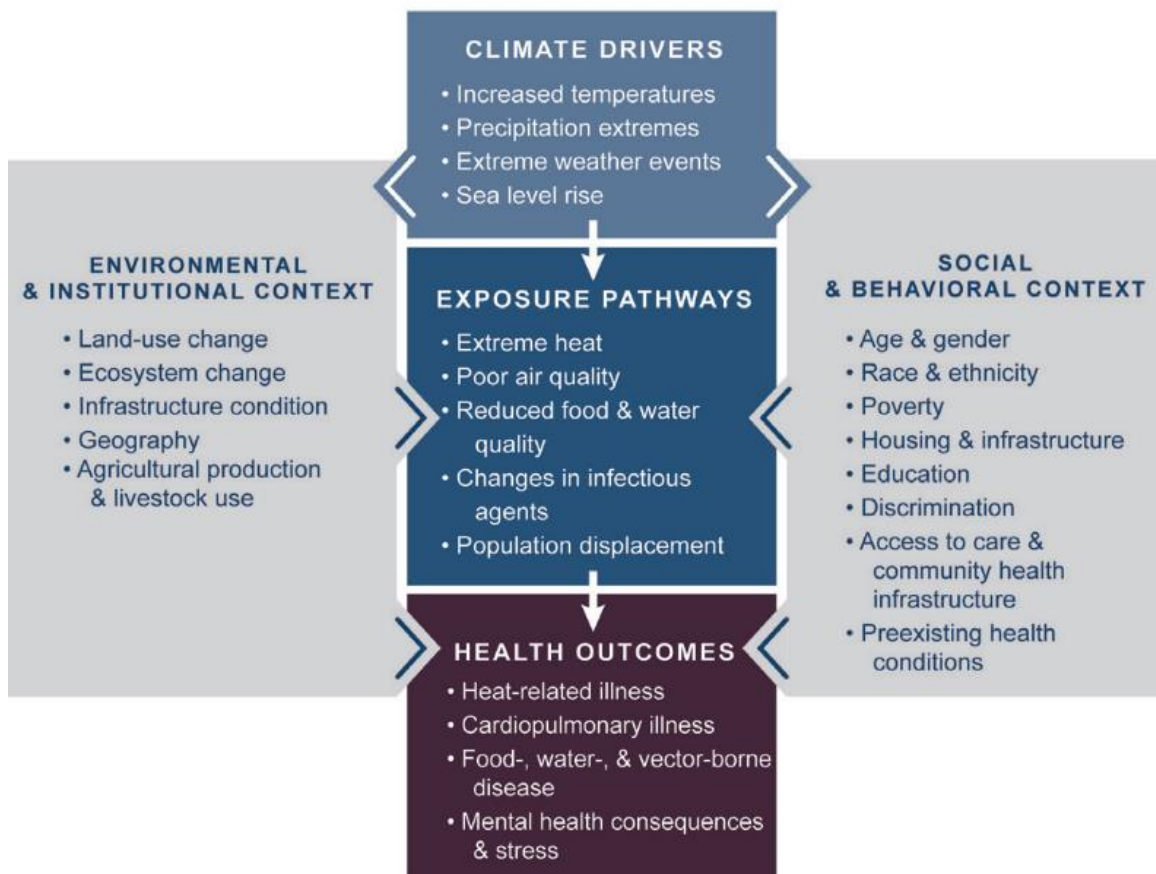 CLIMATE DRIVERS
• Increased temperatures
• Precipitation extremes
• Extreme weather events
• Sea level rise
ENVIRONMENTAL
& INSTITUTIONAL CONTEXT
• Land-use change
• Ecosystem change
• Infrastructure condition
• Geography
• Agricultural production
& livestock use
EXPOSURE PATHWAYS
• Extreme heat
• Poor air quality
• Reduced food & water
quality
• Changes in infectious
agents
• Population displacement
SOCIAL
& BEHAVIORAL CONTEXT
• Age & gender
• Race & ethnicity
• Poverty
• Housing & infrastructure
• Education
• Discrimination
• Access to care &
community health
infrastructure
• Preexisting health
conditions
HEALTH OUTCOMES
• Heat-related illness
• Cardiopulmonary illness
• Food-, water-, & vector-borne
disease
• Mental health consequences
& stress